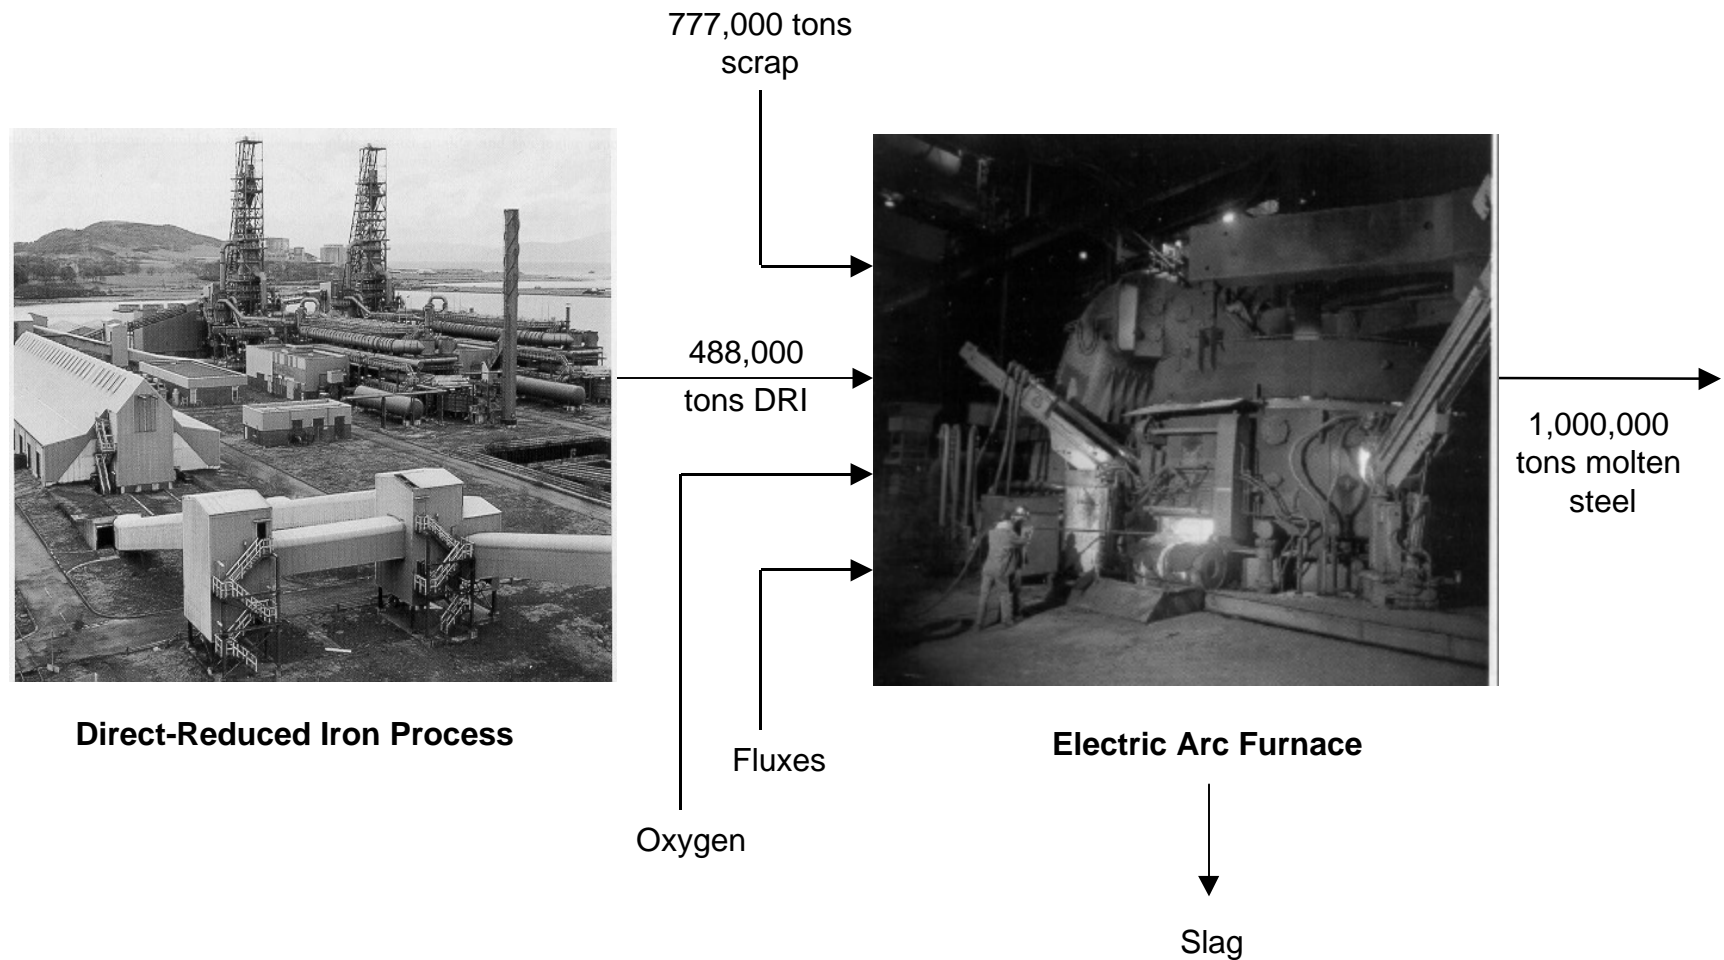 777,000 tons
scrap
488,000
tons DRI
1,000,000
tons molten
steel
Direct-Reduced Iron Process
Electric Arc Furnace
Fluxes
Oxygen
Slag